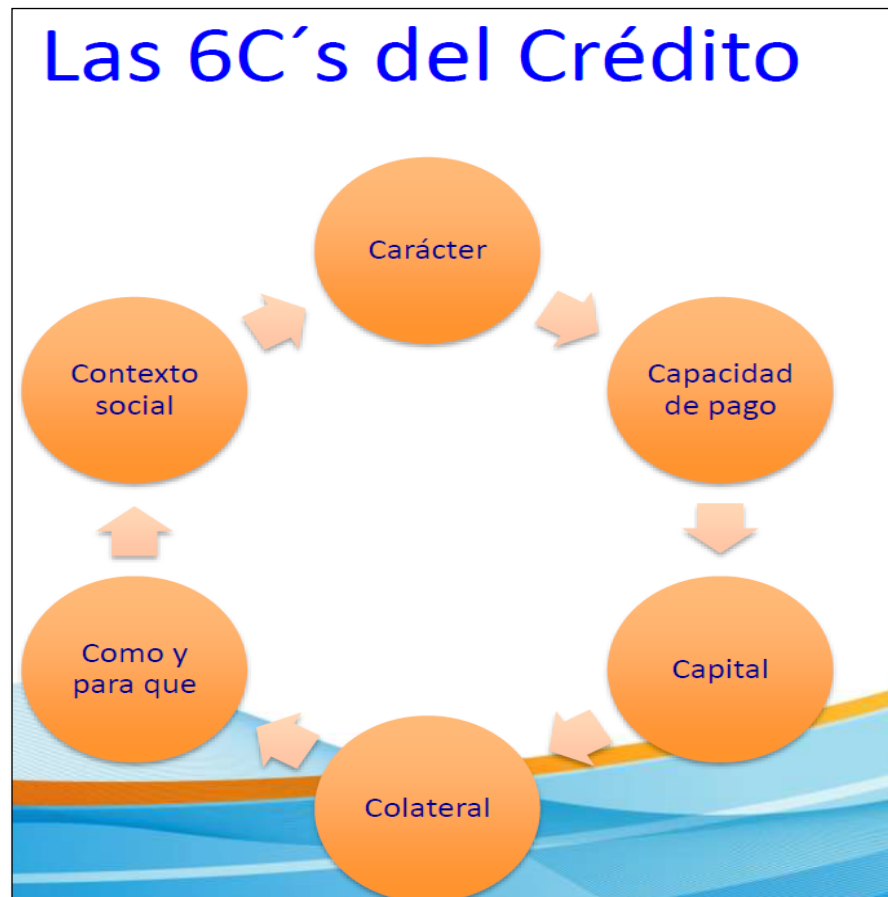 Las 6C´s del Crédito
Carácter
Capacidad
de pago
Capital
Colateral
Como y
para que
Contexto
social